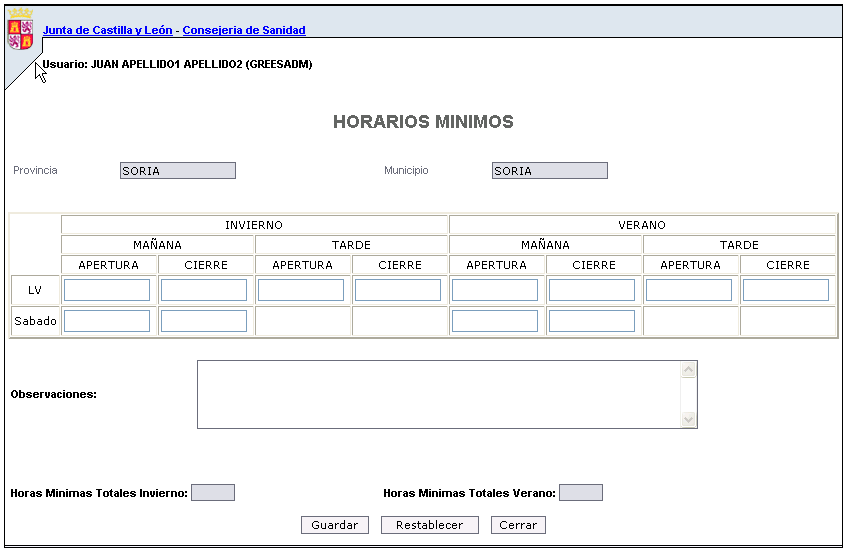 Junta de Castilla y León - Consejeria de Sanidad
Usuario: JUAN APELLIDO1 APELLIDO2 (GREESADM)
HORARIOS MINIMOS
Provincia SORIA Municipio SORIA
INVIERNO VERANO
MAÑANA TARDE MAÑANA TARDE
APERTURA CIERRE APERTURA CIERRE APERTURA CIERRE APERTURA CIERRE
LV
Sabado
Observaciones:
Horas Minimas Totales Invierno: Horas Minimas Totales Verano:
Guardar Restablecer Cerrar